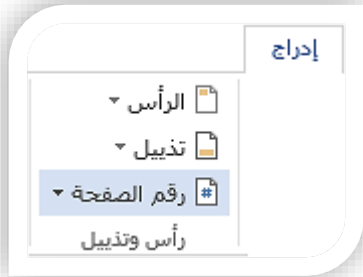 إدراج
الرأس
تذييل
رقم الصفحة
رأس وتذييل